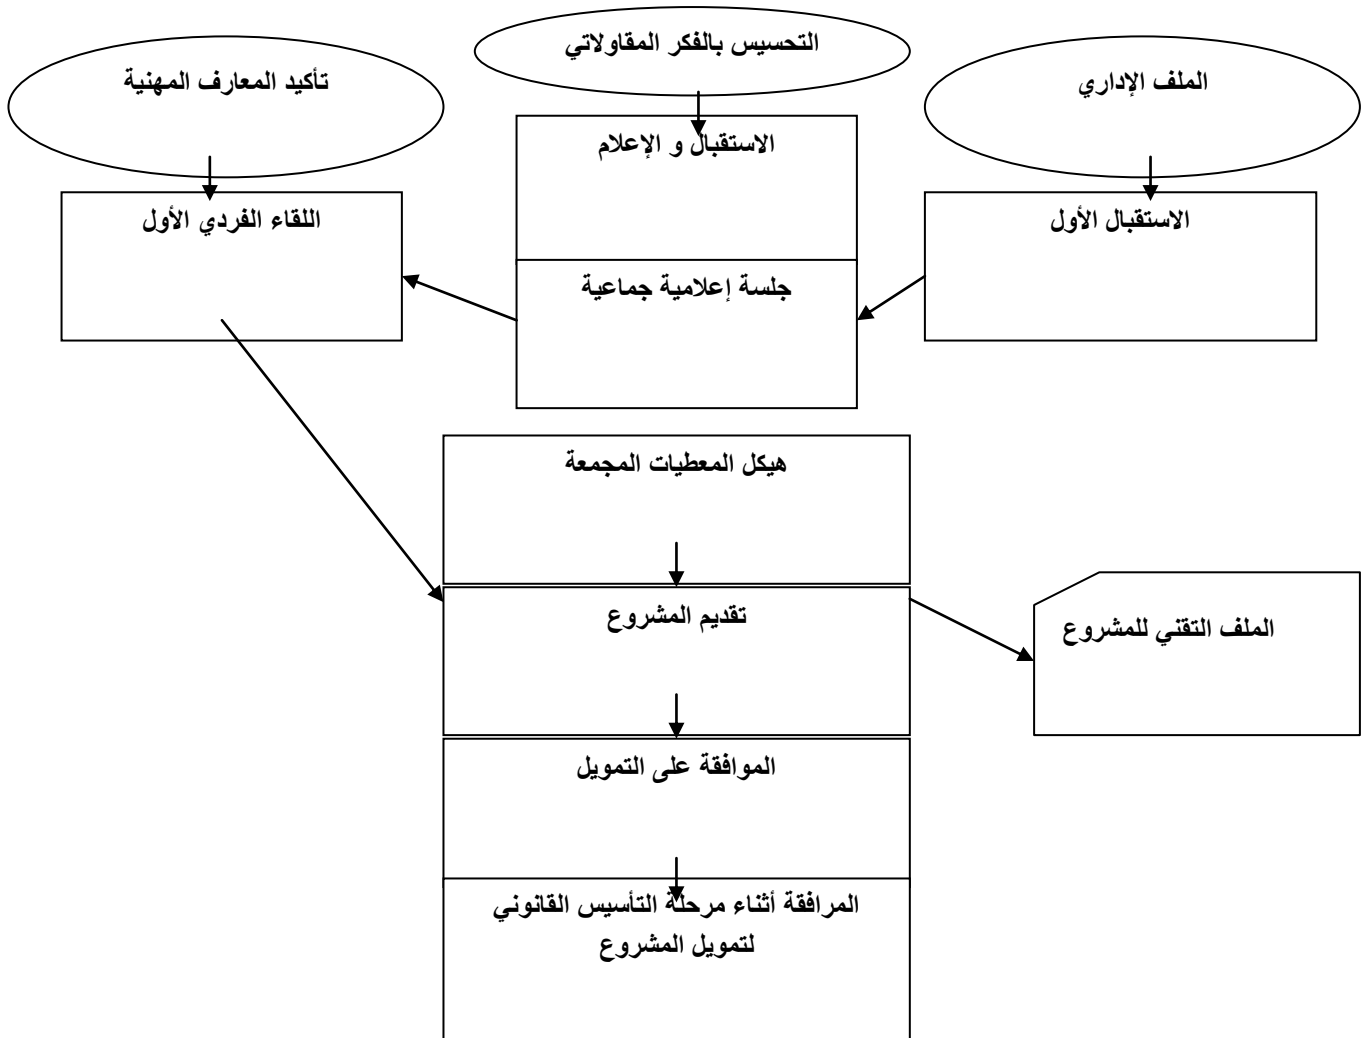 التحسيس بالفكر المقاولاتي
الملف الإداري
تأكيد المعارف المهنية
الاستقبال و الإعلام
الاستقبال الأول
اللقاء الفردي الأول
جلسة إعلامية جماعية
هيكل المعطيات المجمعة
تقديم المشروع
الملف التقني للمشروع
الموافقة على التمويل
المرافقة أثناء مرحلة التأسيس القانوني
لتمويل المشروع